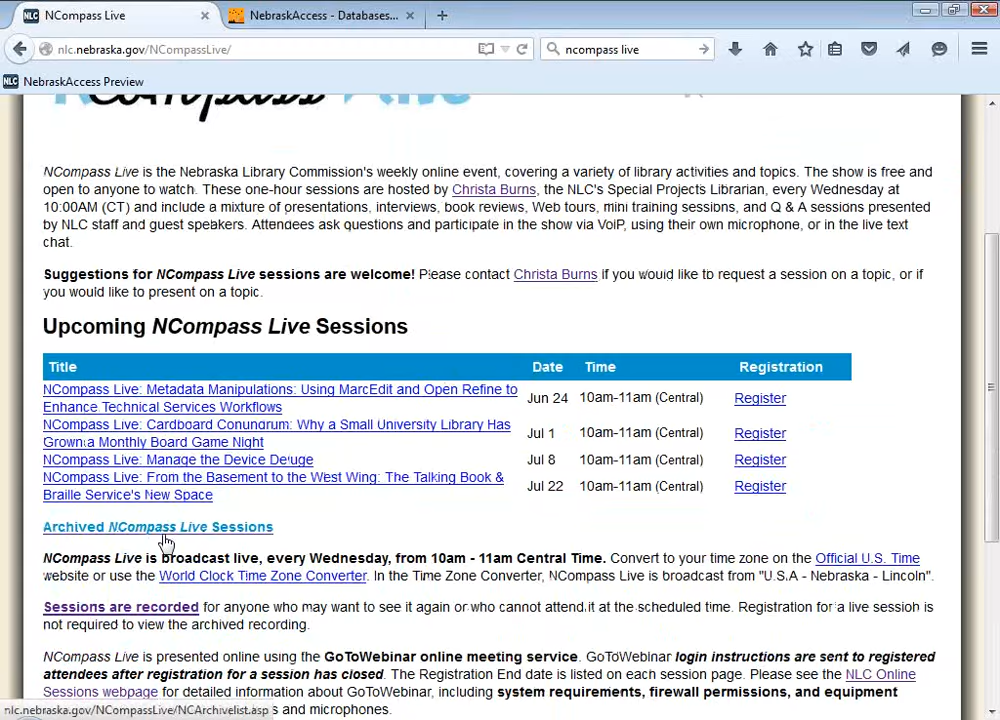 NCompass Live
NebraskAccess - Databases...
nlc.nebraska.gov/NCompassLive/
ncompass live
NLC NebraskAccess Preview
NCompass Live
NCompass Live is the Nebraska Library Commission's weekly online event, covering a variety of library activities and topics. The show is free and
open to anyone to watch. These one-hour sessions are hosted by Christa Burns, the NLC's Special Projects Librarian, every Wednesday at
10:00AM (CT) and include a mixture of presentations, interviews, book reviews, Web tours, mini training sessions, and Q & A sessions presented
by NLC staff and guest speakers. Attendees ask questions and participate in the show via VoIP, using their own microphone, or in the live text
chat.
Suggestions for NCompass Live sessions are welcome! Please contact Christa Burns if you would like to request a session on a topic, or if
you would like to present on a topic.
Upcoming NCompass Live Sessions
Title Date Time Registration
NCompass Live: Metadata Manipulations: Using MarcEdit and Open Refine to
Enhance Technical Services Workflows Jun 24 10am-11am (Central) Register
NCompass Live: Cardboard Conundrum: Why a Small University Library Has
Grown a Monthly Board Game Night Jul 1 10am-11am (Central) Register
NCompass Live: Manage the Device Deluge Jul 8 10am-11am (Central) Register
NCompass Live: From the Basement to the West Wing: The Talking Book &
Braille Service's New Space Jul 22 10am-11am (Central) Register
Archived NCompass Live Sessions
NCompass Live is broadcast live, every Wednesday, from 10am - 11am Central Time. Convert to your time zone on the Official U.S. Time
website or use the World Clock Time Zone Converter. In the Time Zone Converter, NCompass Live is broadcast from "U.S.A - Nebraska - Lincoln".
Sessions are recorded for anyone who may want to see it again or who cannot attend it at the scheduled time. Registration for a live session is
not required to view the archived recording.
NCompass Live is presented online using the GoToWebinar online meeting service. GoToWebinar login instructions are sent to registered
attendees after registration for a session has closed. The Registration End date is listed on each session page. Please see the NLC Online
Sessions webpage for detailed information about GoToWebinar, including system requirements, firewall permissions, and equipment
nlc.nebraska.gov/NCompassLive/NCArchivelist.asp s and microphones.